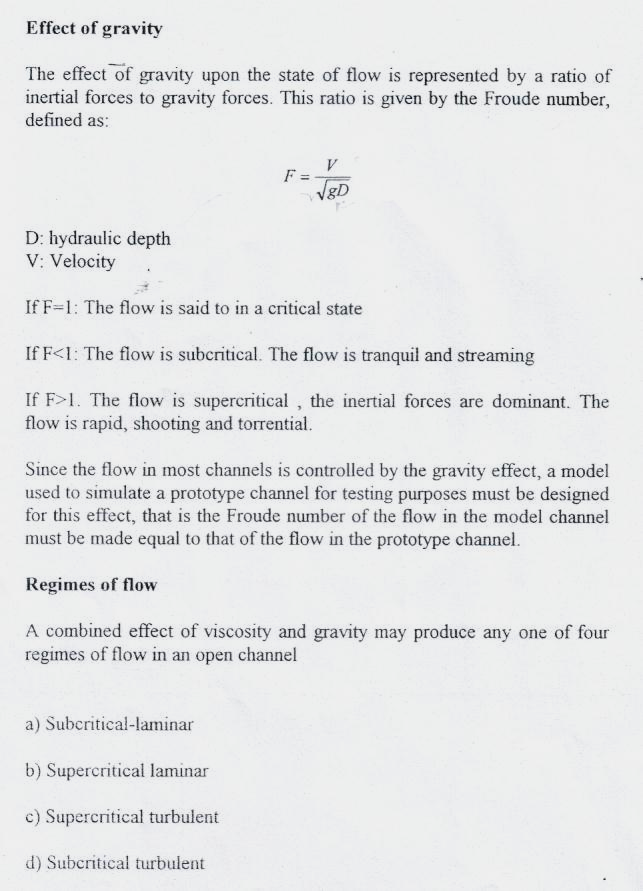 Effect of gravity
The effect of gravity upon the state of flow is represented by a ratio of
inertial forces to gravity forces. This ratio is given by the Froude number,
defined as:
F = V / √gD
D: hydraulic depth
V: Velocity
If F=1: The flow is said to in a critical state
If F<1: The flow is subcritical. The flow is tranquil and streaming
If F>1. The flow is supercritical , the inertial forces are dominant. The
flow is rapid, shooting and torrential.
Since the flow in most channels is controlled by the gravity effect, a model
used to simulate a prototype channel for testing purposes must be designed
for this effect, that is the Froude number of the flow in the model channel
must be made equal to that of the flow in the prototype channel.
Regimes of flow
A combined effect of viscosity and gravity may produce any one of four
regimes of flow in an open channel
a) Subcritical-laminar
b) Supercritical laminar
c) Supercritical turbulent
d) Subcritical turbulent